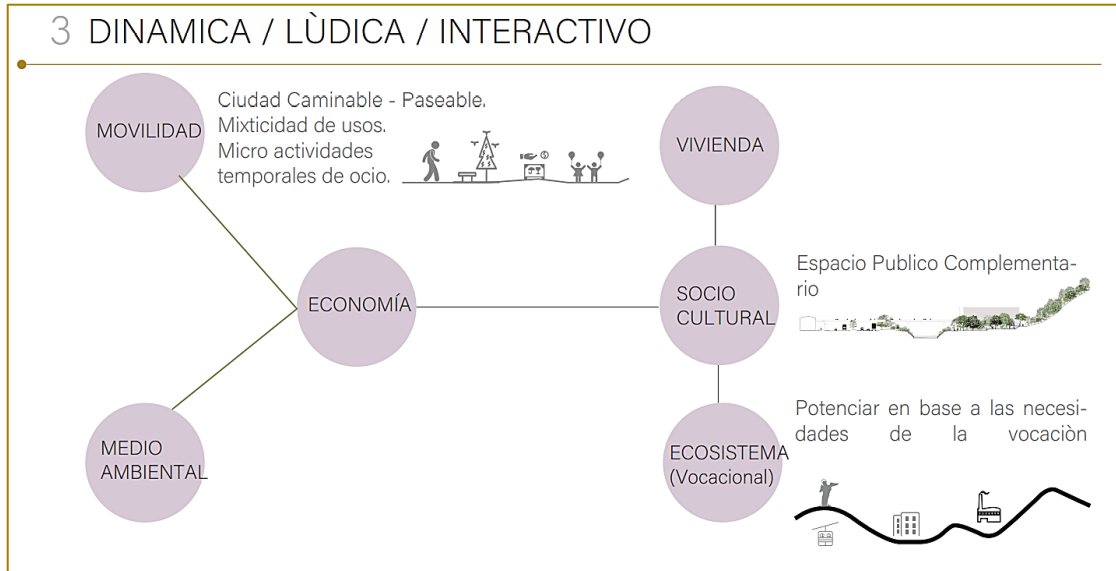 3 DINAMICA / LÙDICA / INTERACTIVO
MOVILIDAD
Ciudad Caminable - Paseable.
Mixticidad de usos.
Micro actividades
temporales de ocio.
VIVIENDA
ECONOMÍA
SOCIO
CULTURAL
Espacio Publico Complementa-
rio
MEDIO
AMBIENTAL
ECOSISTEMA
(Vocacional)
Potenciar en base a las necesi-
dades de la vocaciòn